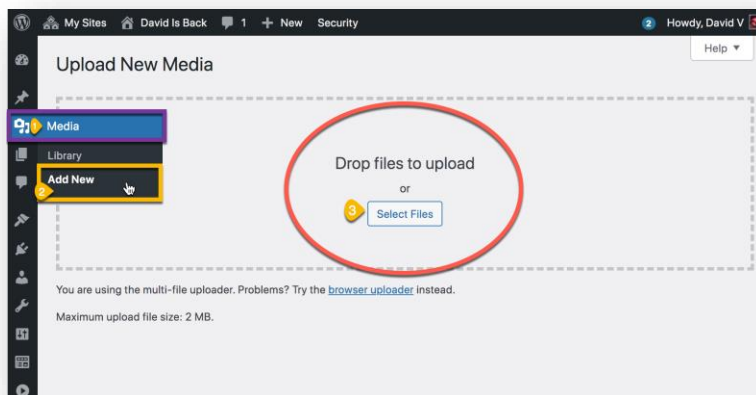 My Sites David Is Back 1 New Security 2 Howdy, David V
Help
Upload New Media
1 Media
Library
2 Add New
Drop files to upload
or
3 Select Files
You are using the multi-file uploader. Problems? Try the browser uploader instead.
Maximum upload file size: 2 MB.